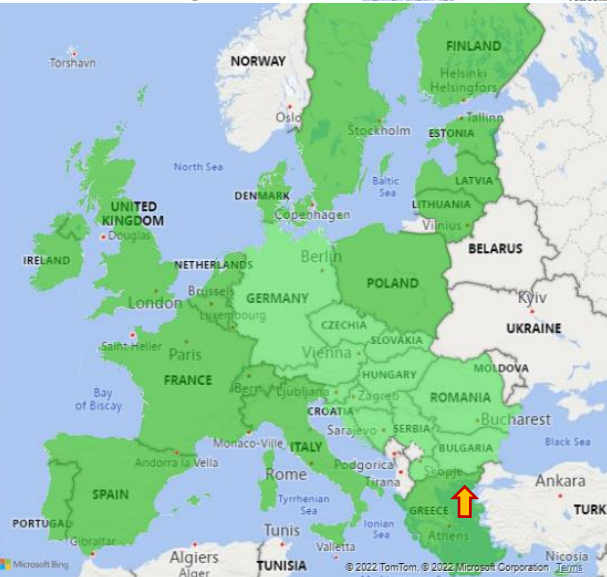 FINLAND
Tórshavn
NORWAY
Helsinki
Helsingfors
Oslo
Tallinn
Stockholm
ESTONIA
North Sea
Baltic
Sea
LATVIA
DENMARK
UNITED
KINGDOM
LITHUANIA
Copenhagen
Vilnius
Douglas
BELARUS
IRELAND
NETHERLANDS
Berlin
POLAND
London
Brussels
GERMANY
Kyiv
Luxembourg
CZECHIA
UKRAINE
Saint Helier
Paris
SLOVAKIA
Vienna
MOLDOVA
HUNGARY
FRANCE
Bern
Bay
of Biscay
Ljubljana
Zagreb
ROMANIA
CROATIA
Bucharest
Sarajevo
SERBIA
Monaco-Ville
ITALY
Black Sea
BULGARIA
Andorra la Vella
Podgorica
Skopje
Rome
Tirana
Ankara
SPAIN
Tyrrhenian
Sea
GREECE
TURK
PORTUGAL
Ionian
Sea
Athens
Gibraltar
Tunis
Valletta
Nicosia
Algiers
Alger
TUNISIA
Microsoft Bing
© 2022 TomTom, © 2022 Microsoft Corporation Terms